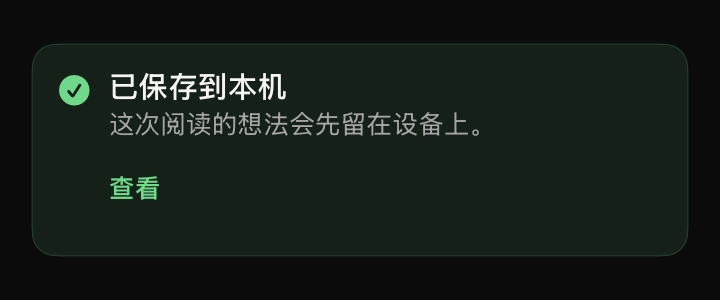 已保存到本机
这次阅读的想法会先留在设备上。
查看